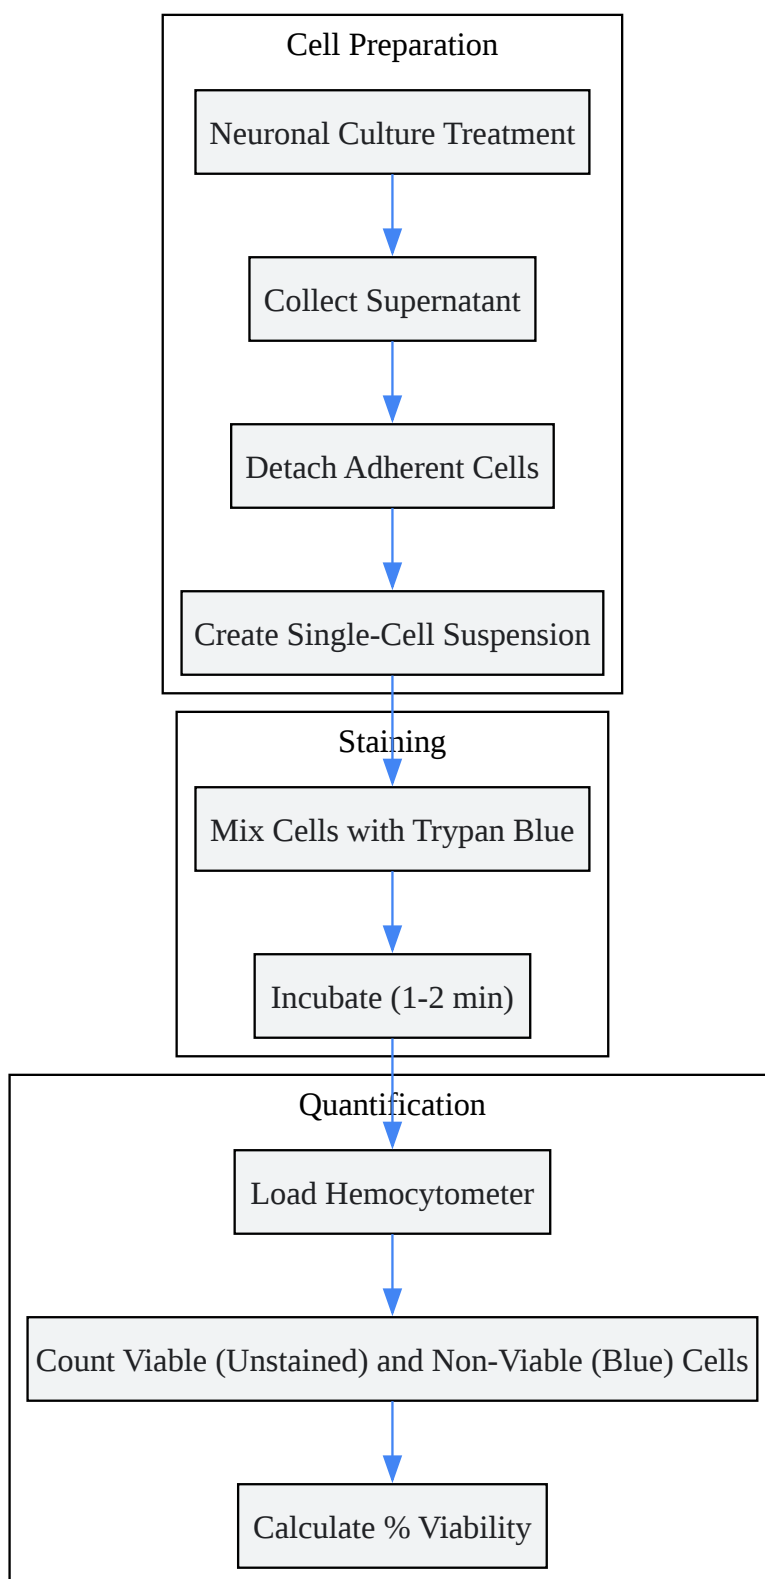 Cell Preparation
Neuronal Culture Treatment
Collect Supernatant
Detach Adherent Cells
Create Single-Cell Suspension
Staining
Mix Cells with Trypan Blue
Incubate (1-2 min)
Quantification
Load Hemocytometer
Count Viable (Unstained) and Non-Viable (Blue) Cells
Calculate % Viability